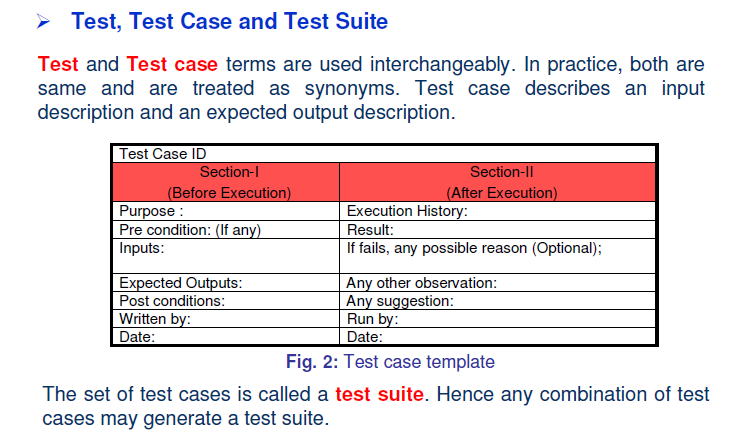 ➢ Test, Test Case and Test Suite
Test and Test case terms are used interchangeably. In practice, both are
same and are treated as synonyms. Test case describes an input
description and an expected output description.
Test Case ID
Section-I
(Before Execution)
Section-II
(After Execution)
Purpose :
Execution History:
Pre condition: (If any)
Result:
Inputs:
If fails, any possible reason (Optional);
Expected Outputs:
Any other observation:
Post conditions:
Any suggestion:
Written by:
Run by:
Date:
Date:
Fig. 2: Test case template
The set of test cases is called a test suite. Hence any combination of test
cases may generate a test suite.